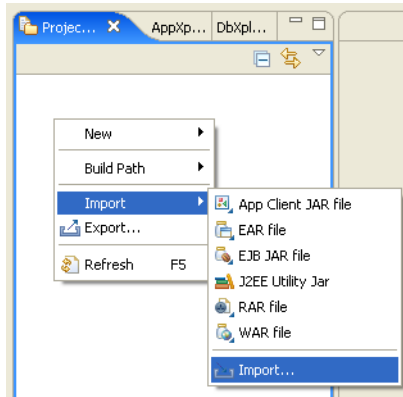 Projec... AppXp... DbXpl...
New
Build Path
Import
Export...
Refresh F5
App Client JAR file
EAR file
EJB JAR file
J2EE Utility Jar
RAR file
WAR file
Import...